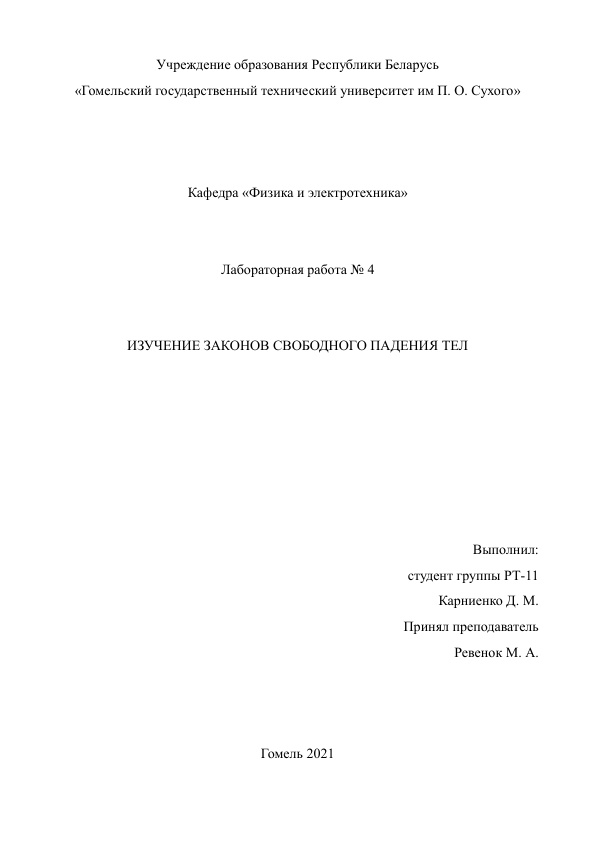 Учреждение образования Республики Беларусь
«Гомельский государственный технический университет им П. О. Сухого»
Кафедра «Физика и электротехника»
Лабораторная работа № 4
ИЗУЧЕНИЕ ЗАКОНОВ СВОБОДНОГО ПАДЕНИЯ ТЕЛ
Выполнил:
студент группы РТ-11
Карниенко Д. М.
Принял преподаватель
Ревенок М. А.
Гомель 2021